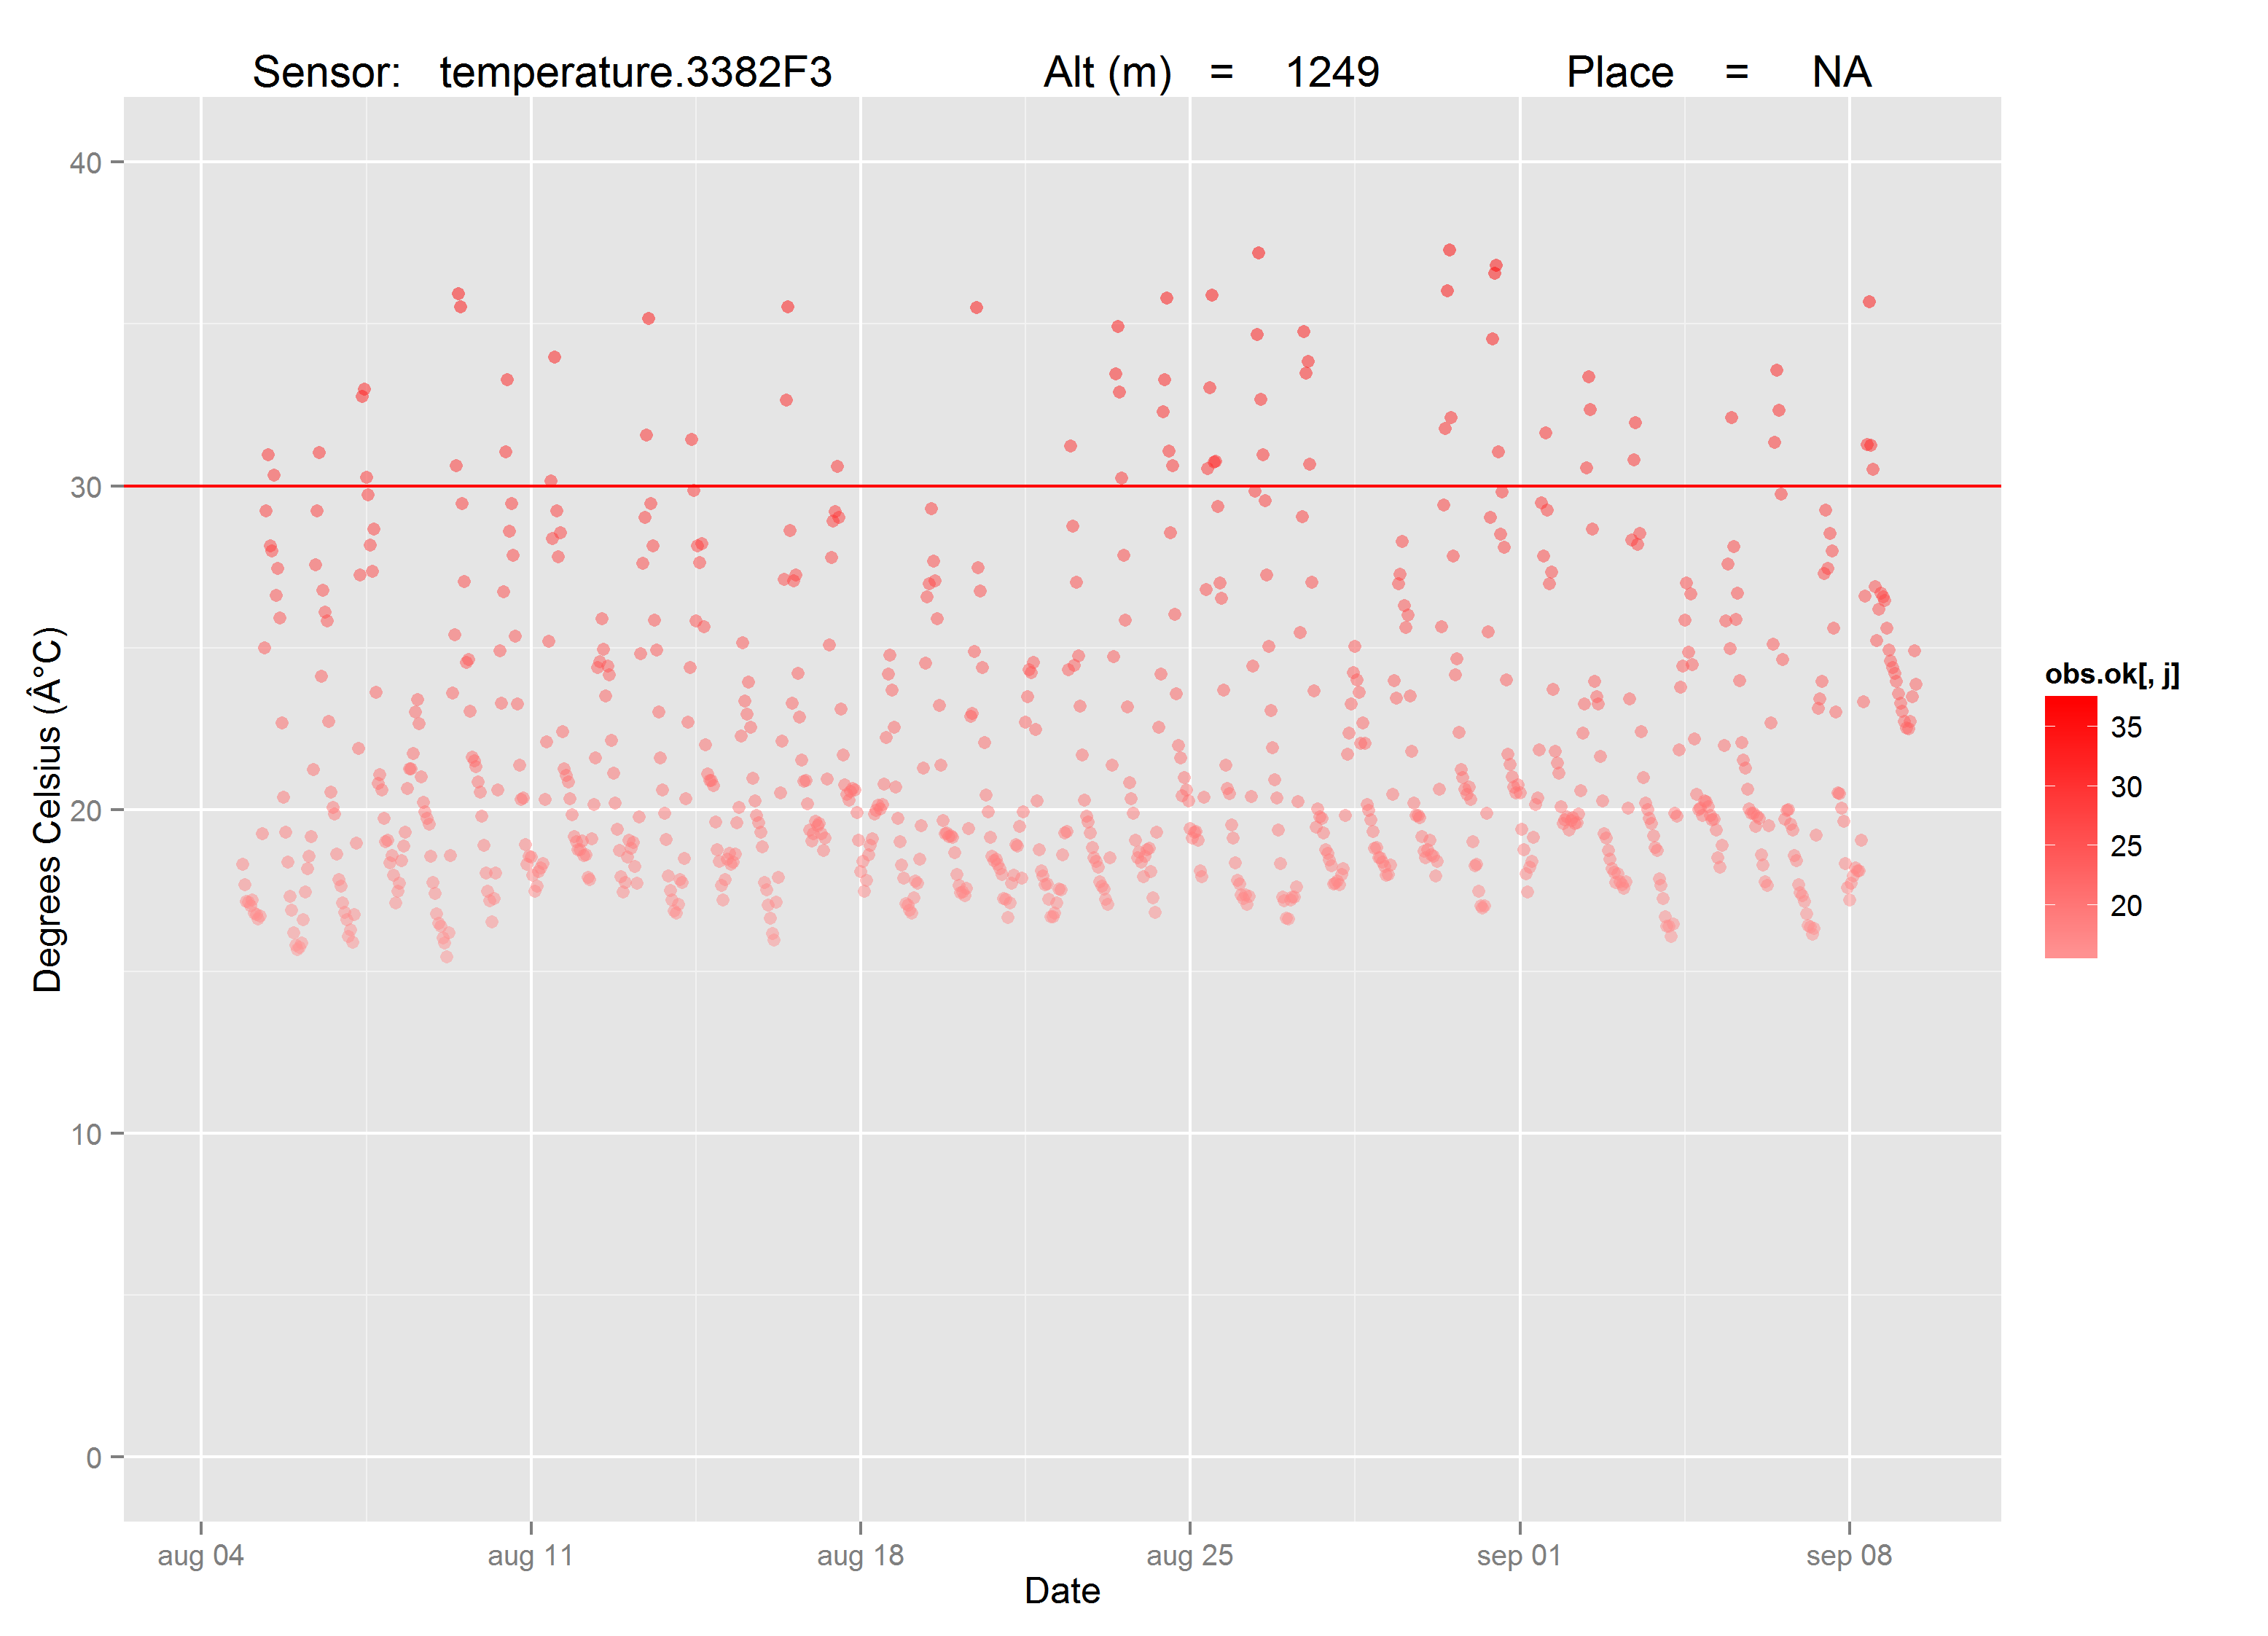 Sensor: temperature.3382F3 Alt (m) = 1249 Place = NA
40
30
20
10
0
Degrees Celsius (Â°C)
aug 04 aug 11 aug 18 aug 25 sep 01 sep 08
Date
obs.ok[, j]
35
30
25
20